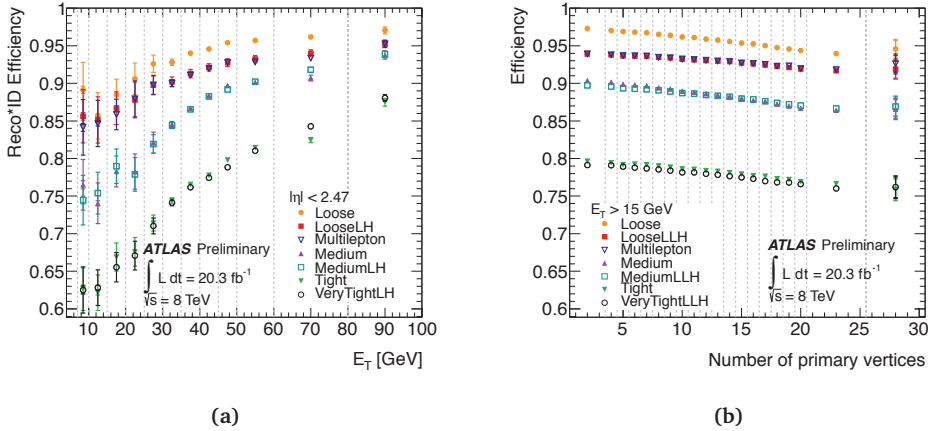 Reco*ID Efficiency
1
0.95
0.9
0.85
0.8
0.75
0.7
0.65
0.6
|η| < 2.47
Loose
LooseLH
Multilepton
Medium
MediumLH
Tight
VeryTightLH
ATLAS Preliminary
∫ L dt = 20.3 fb⁻¹
√s = 8 TeV
10 20 30 40 50 60 70 80 90 100
E_T [GeV]
(a)
Efficiency
1
0.95
0.9
0.85
0.8
0.75
0.7
0.65
0.6
E_T > 15 GeV
Loose
LooseLLH
Multilepton
Medium
MediumLLH
Tight
VeryTightLLH
ATLAS Preliminary
∫ L dt = 20.3 fb⁻¹
√s = 8 TeV
5 10 15 20 25 30
Number of primary vertices
(b)